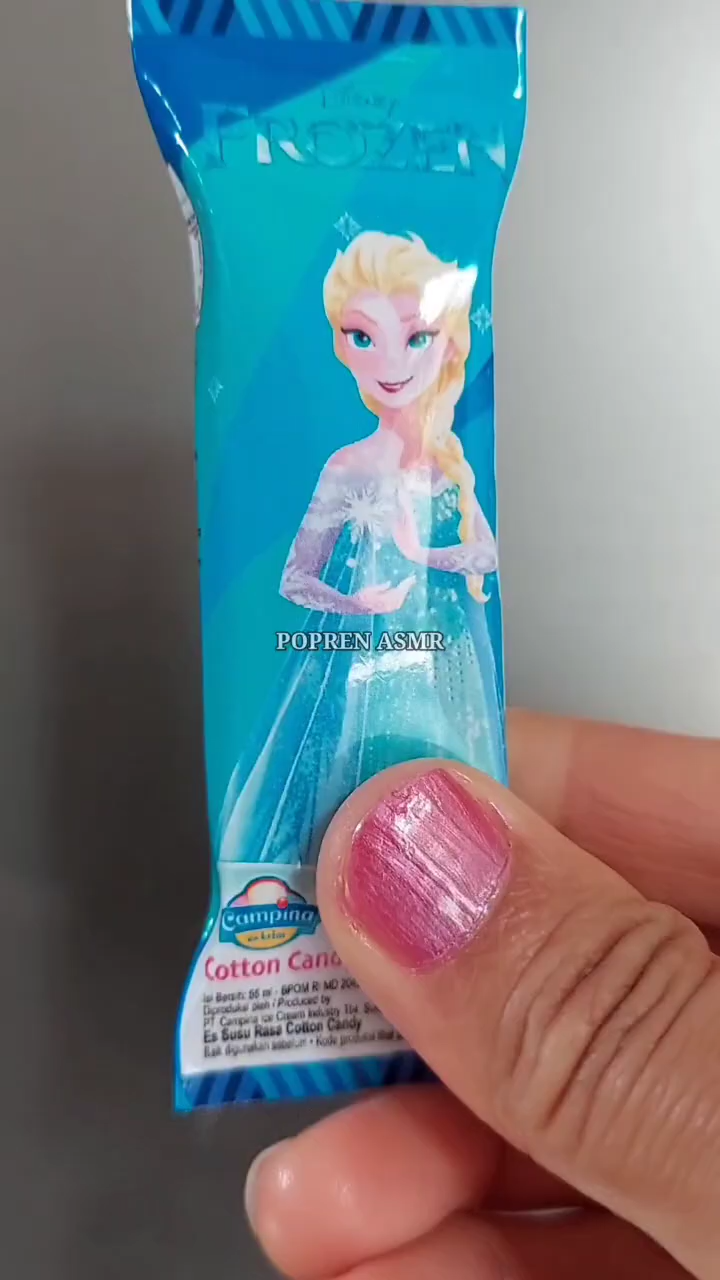 Disney
FROZEN
POPREN ASMR
Campina
Cotton
Isi Bersih: 55 ml - BPOM RI MD
Diproduksi oleh / Produced by
PT Campina Ice Cream Industry Tbk.
Es Susu Rasa Cotton Candy
Baik digunakan sebelum • Kode produksi lihat